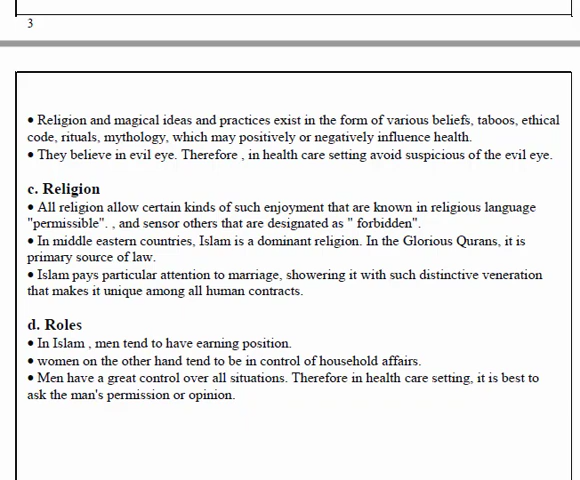 3
• Religion and magical ideas and practices exist in the form of various beliefs, taboos, ethical
code, rituals, mythology, which may positively or negatively influence health.
• They believe in evil eye. Therefore , in health care setting avoid suspicious of the evil eye.
c. Religion
• All religion allow certain kinds of such enjoyment that are known in religious language
"permissible". , and sensor others that are designated as " forbidden".
• In middle eastern countries, Islam is a dominant religion. In the Glorious Qurans, it is
primary source of law.
• Islam pays particular attention to marriage, showering it with such distinctive veneration
that makes it unique among all human contracts.
d. Roles
• In Islam , men tend to have earning position.
• women on the other hand tend to be in control of household affairs.
• Men have a great control over all situations. Therefore in health care setting, it is best to
ask the man's permission or opinion.